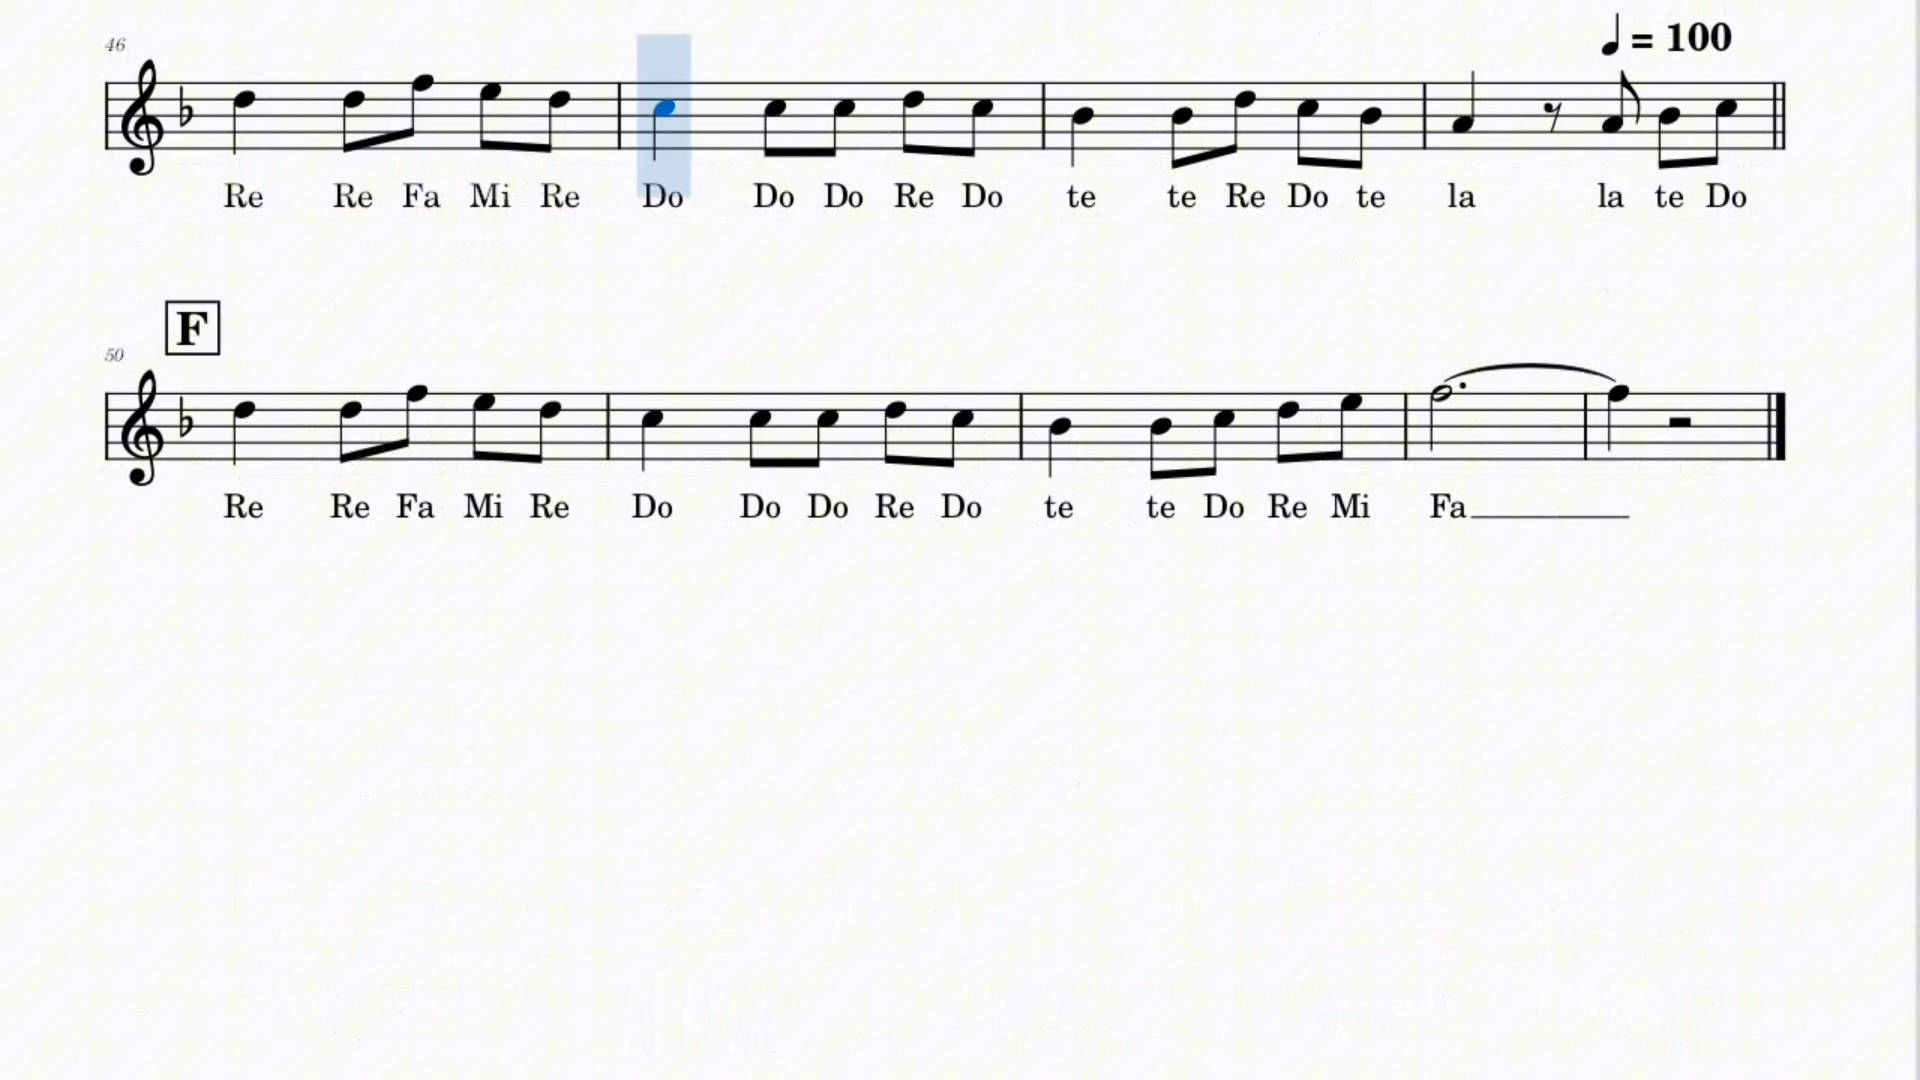 ♩ = 100
46
Re Re Fa Mi Re Do Do Do Re Do te te Re Do te la la te Do
F
50
Re Re Fa Mi Re Do Do Do Re Do te te Do Re Mi Fa